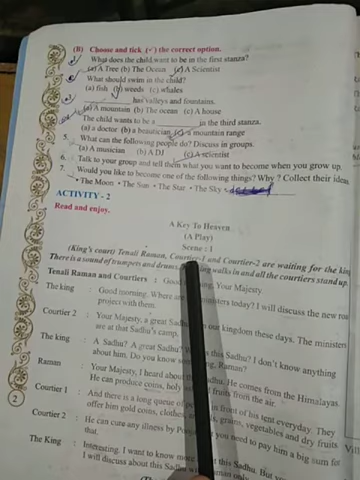 (B) Choose and tick (✓) the correct option.
What does the child want to be in the first stanza?
(a) A Tree (b) The Ocean (c) A Scientist
What should swim in the child?
(a) fish (b) weeds (c) whales
has valleys and fountains.
(a) A mountain (b) The ocean (c) A house
The child wants to be a in the third stanza.
(a) a doctor (b) a beautician (c) a mountain range
5. What can the following people do? Discuss in groups.
(a) A musician (b) A DJ (c) A scientist
6. Talk to your group and tell them what you want to become when you grow up.
7. Would you like to become one of the following things? Why? Collect their ideas
• The Moon • The Sun • The Star • The Sky •
ACTIVITY - 2
Read and enjoy.
A Key To Heaven
(A Play)
Scene : 1
(King's court) Tenali Raman, Courtier-1 and Courtier-2 are waiting for the king
There is a sound of trumpets and walks in and all the courtiers stand up.
Tenali Raman and Courtiers : Your Majesty
The king : Good morning. Where are ministers today? I will discuss the new
project with them.
Courtier 2 : Your Majesty, a great our kingdom these days. The ministers
are at that Sadhu's camp.
The king : A Sadhu? A great Sadhu? this Sadhu? I don't know anything
about him. Do you know Raman?
Raman : Your Majesty, I heard about He comes from the Himalayas.
He can produce coins, holy fruits from the air.
Courtier 1 : And there is a long queue of in front of his tent everyday. They
offer him gold coins, clothes, grains, vegetables and dry fruits
Courtier 2 : He can cure any illness by you need to pay him a big sum for
that.
The King : Interesting. I want to know this Sadhu. But
I will discuss about this Sadhu only.
2